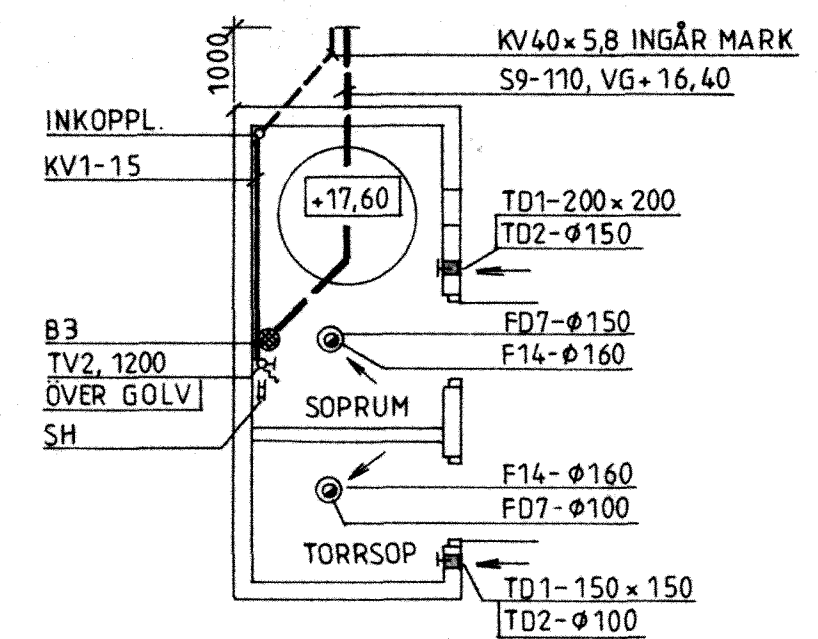 1000
KV40×5,8 INGÅR MARK
S9-110, VG+16,40
INKOPPL.
KV1-15
+17,60
TD1-200×200
TD2-Φ150
B3
TV2, 1200
ÖVER GOLV
SH
FD7-Φ150
F14-Φ160
SOPRUM
F14-Φ160
FD7-Φ100
TORRSOP
TD1-150×150
TD2-Φ100